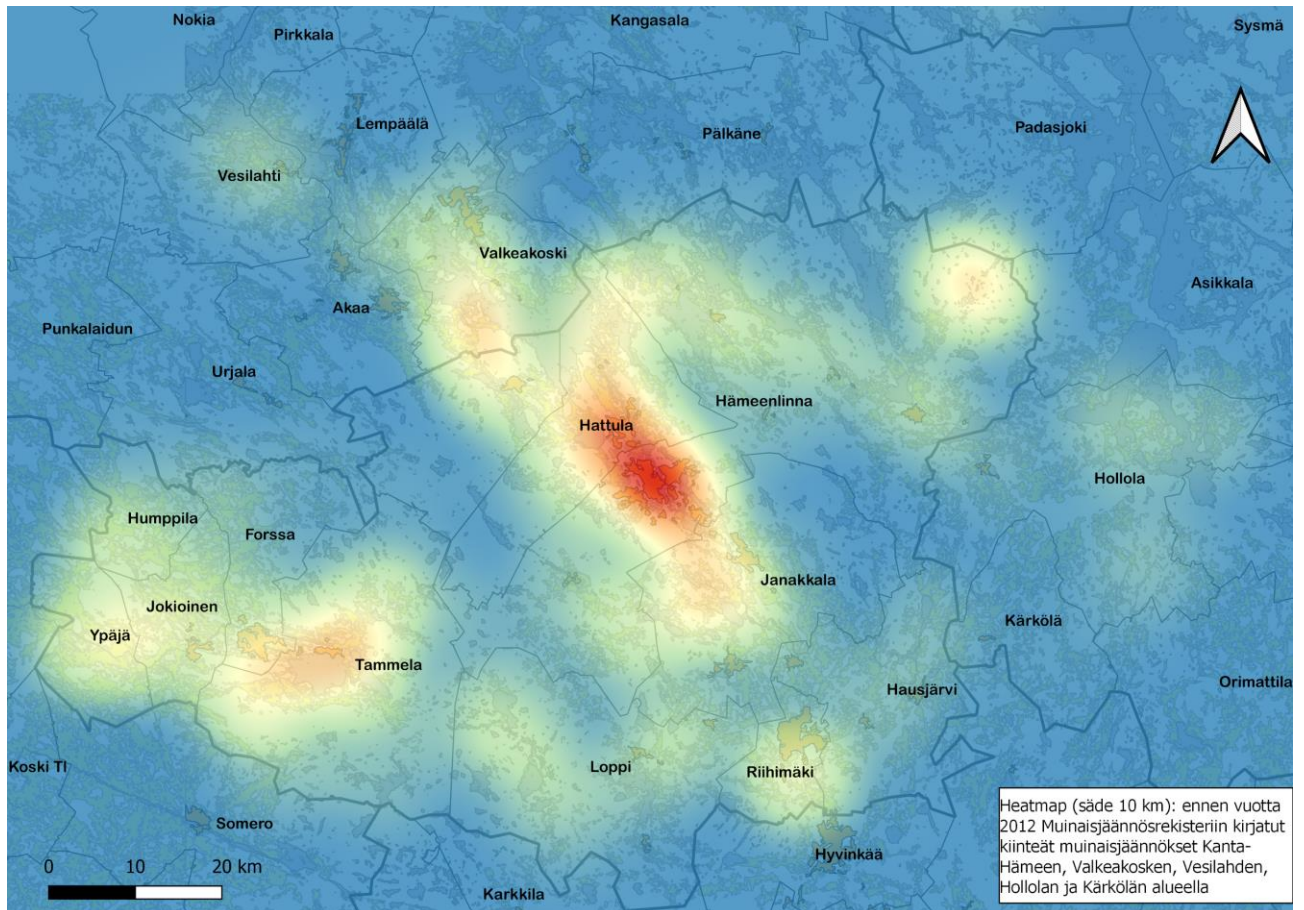 Nokia
Kangasala
Sysmä
Pirkkala
Lempäälä
Pälkäne
Padasjoki
Vesilahti
Valkeakoski
Asikkala
Akaa
Punkalaidun
Urjala
Hämeenlinna
Hattula
Hollola
Humppila
Forssa
Janakkala
Jokioinen
Kärkölä
Ypäjä
Tammela
Orimattila
Hausjärvi
Koski Tl
Loppi
Riihimäki
Somero
Hyvinkää
Karkkila
0 10 20 km
Heatmap (säde 10 km): ennen vuotta
2012 Muinaisjäännösrekisteriin kirjatut
kiinteät muinaisjäännökset Kanta-
Hämeen, Valkeakosken, Vesilahden,
Hollolan ja Kärkölän alueella